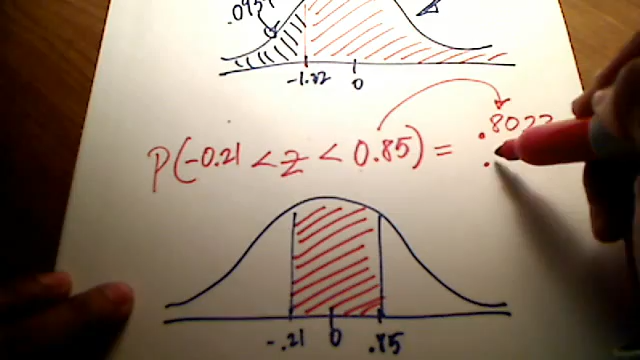 -1.32 0
.8023
P(-0.21 < z < 0.85) =
.
-.21 0 .85